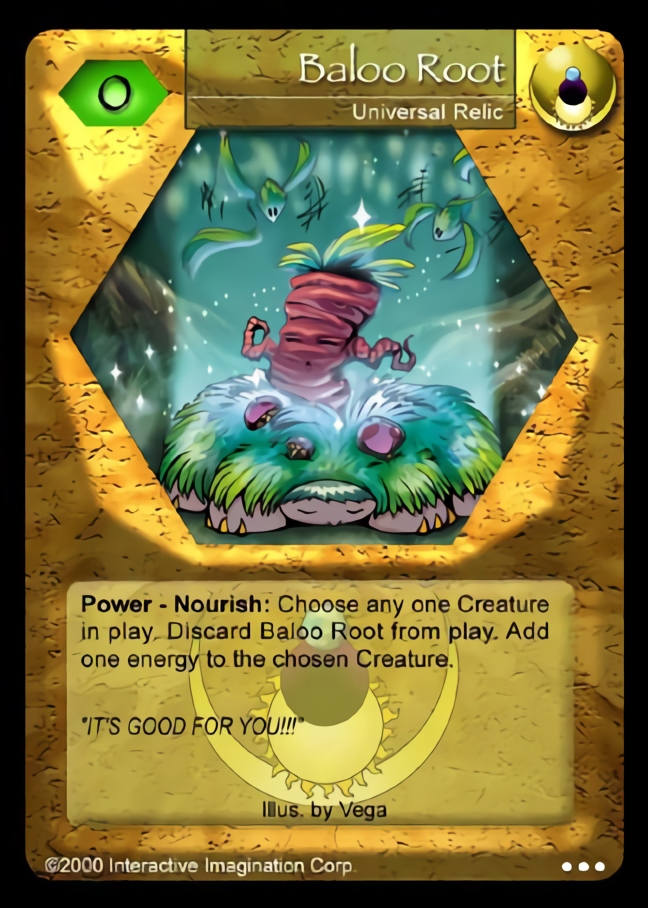 0
Baloo Root
Universal Relic
Power - Nourish: Choose any one Creature
in play. Discard Baloo Root from play. Add
one energy to the chosen Creature.
"IT'S GOOD FOR YOU!!!"
Illus. by Vega
©2000 Interactive Imagination Corp.